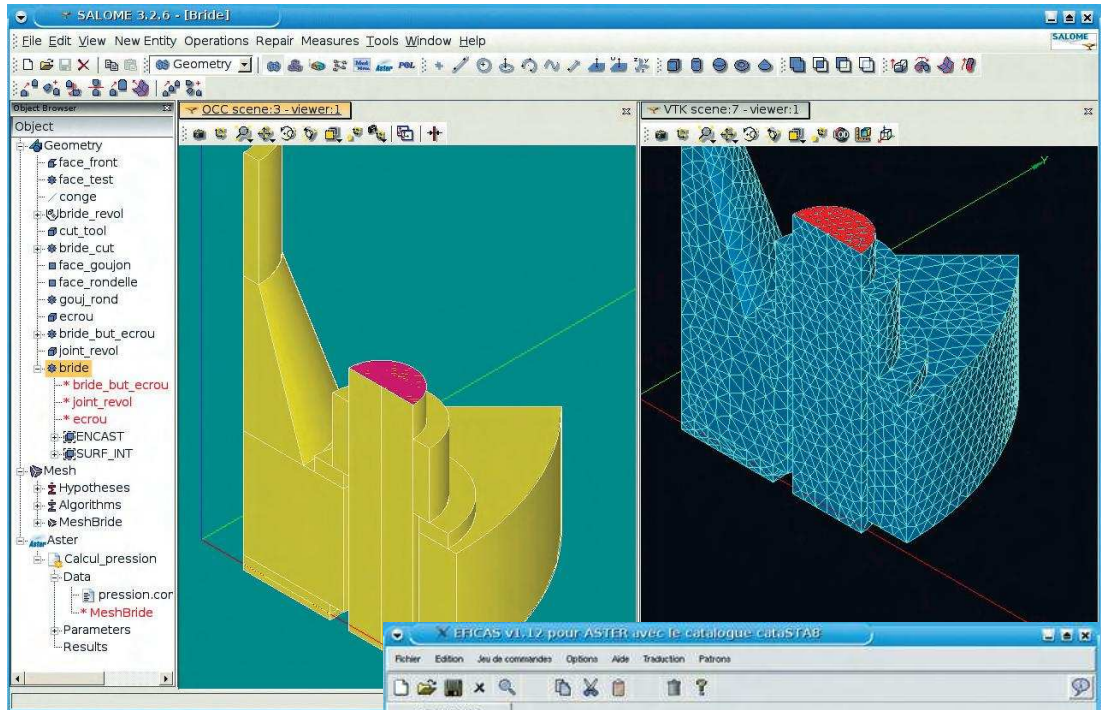 SALOME 3.2.6 - [Bride]
File Edit View New Entity Operations Repair Measures Tools Window Help
SALOME
Geometry
Aster POL
Object Browser
OCC scene:3 - viewer:1
VTK scene:7 - viewer:1
Object
Geometry
face_front
face_test
conge
bride_revol
cut_tool
bride_cut
face_goujon
face_rondelle
gouj_rond
ecrou
bride_but_ecrou
joint_revol
bride
* bride_but_ecrou
* joint_revol
* ecrou
ENCAST
SURF_INT
Mesh
Hypotheses
Algorithms
MeshBride
Aster Aster
Calcul_pression
Data
pression.con
* MeshBride
Parameters
Results
Y
EFICAS v1.12 pour ASTER avec le catalogue cataSTA8
Fichier Edition Jeu de commandes Options Aide Traduction Patrons